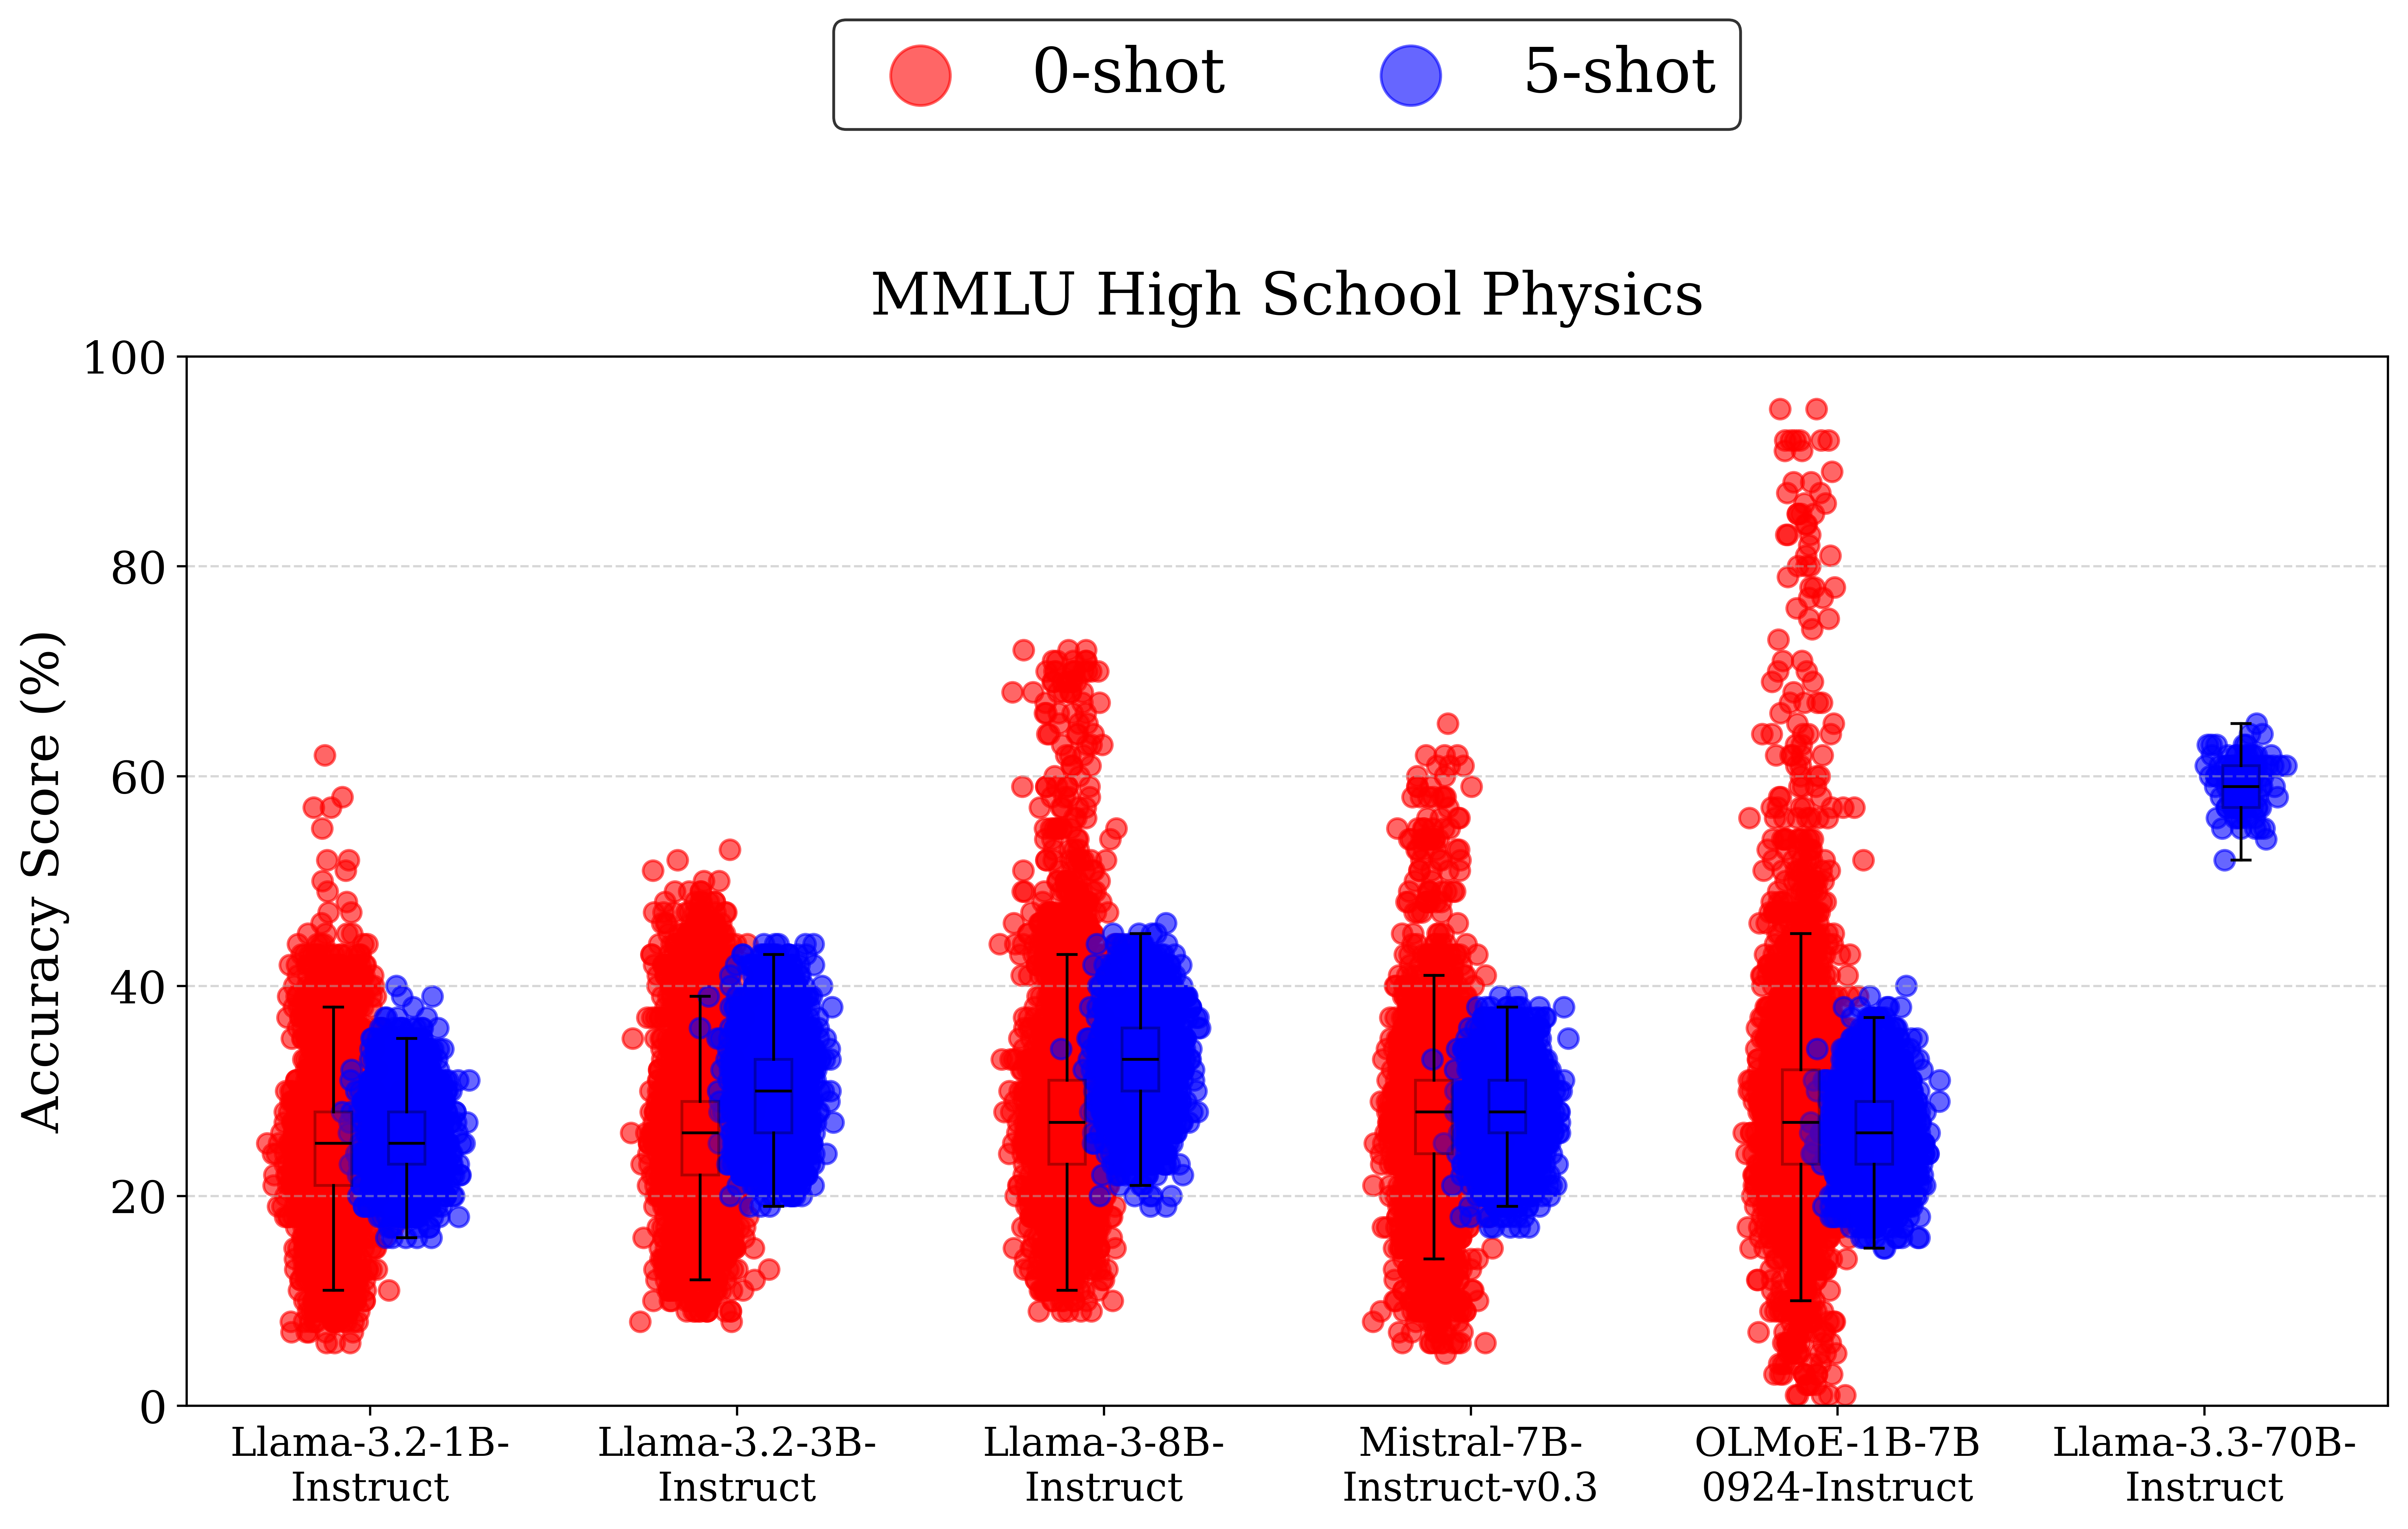 0-shot 5-shot
MMLU High School Physics
Accuracy Score (%)
100
80
60
40
20
0
Llama-3.2-1B-
Instruct
Llama-3.2-3B-
Instruct
Llama-3-8B-
Instruct
Mistral-7B-
Instruct-v0.3
OLMoE-1B-7B
0924-Instruct
Llama-3.3-70B-
Instruct